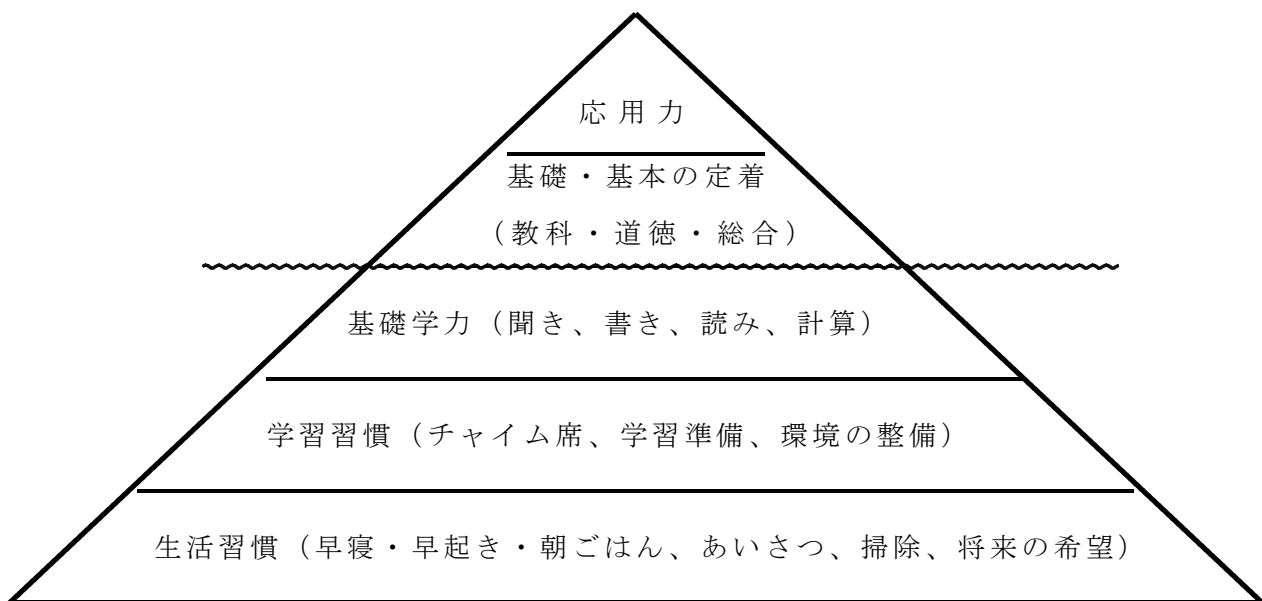 応用力
基礎・基本の定着
（教科・道徳・総合）
基礎学力（聞き、書き、読み、計算）
学習習慣（チャイム席、学習準備、環境の整備）
生活習慣（早寝・早起き・朝ごはん、あいさつ、掃除、将来の希望）